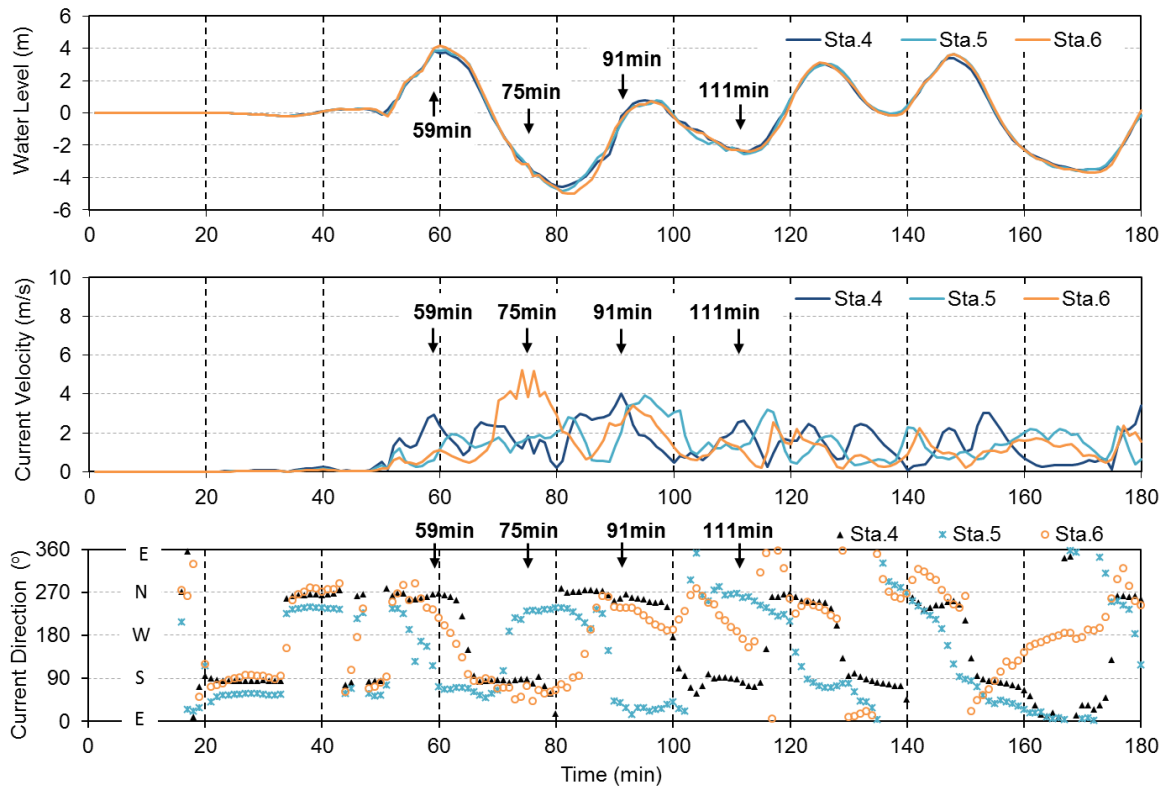 Water Level (m)
6
4
2
0
-2
-4
-6
Sta.4 Sta.5 Sta.6
59min
75min
91min
111min
0 20 40 60 80 100 120 140 160 180
Current Velocity (m/s)
10
8
6
4
2
0
Sta.4 Sta.5 Sta.6
59min 75min 91min 111min
0 20 40 60 80 100 120 140 160 180
59min 75min 91min 111min
Sta.4 Sta.5 Sta.6
Current Direction (º)
360 E
270 N
180 W
90 S
0 E
0 20 40 60 80 100 120 140 160 180
Time (min)